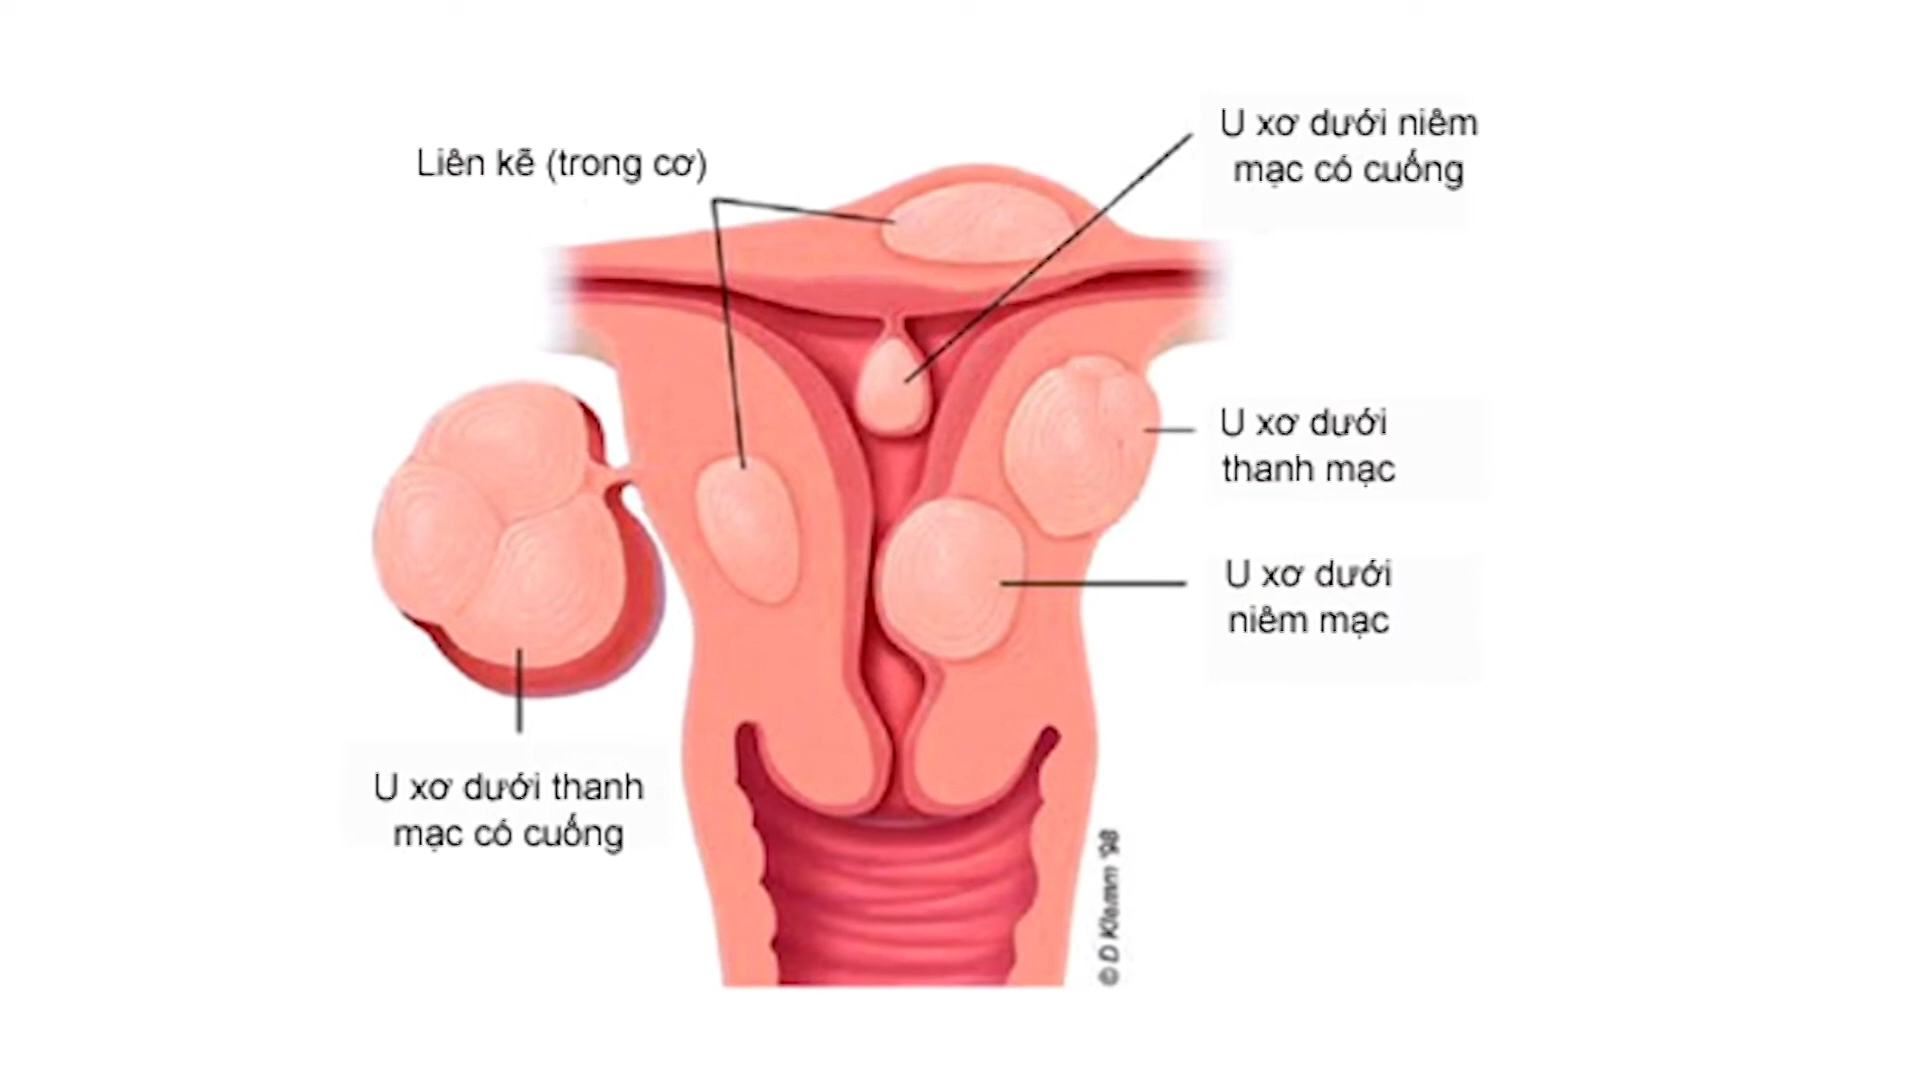 Liên kẽ (trong cơ)
U xơ dưới niêm
mạc có cuống
U xơ dưới
thanh mạc
U xơ dưới
niêm mạc
U xơ dưới thanh
mạc có cuống
© D Klemm '98